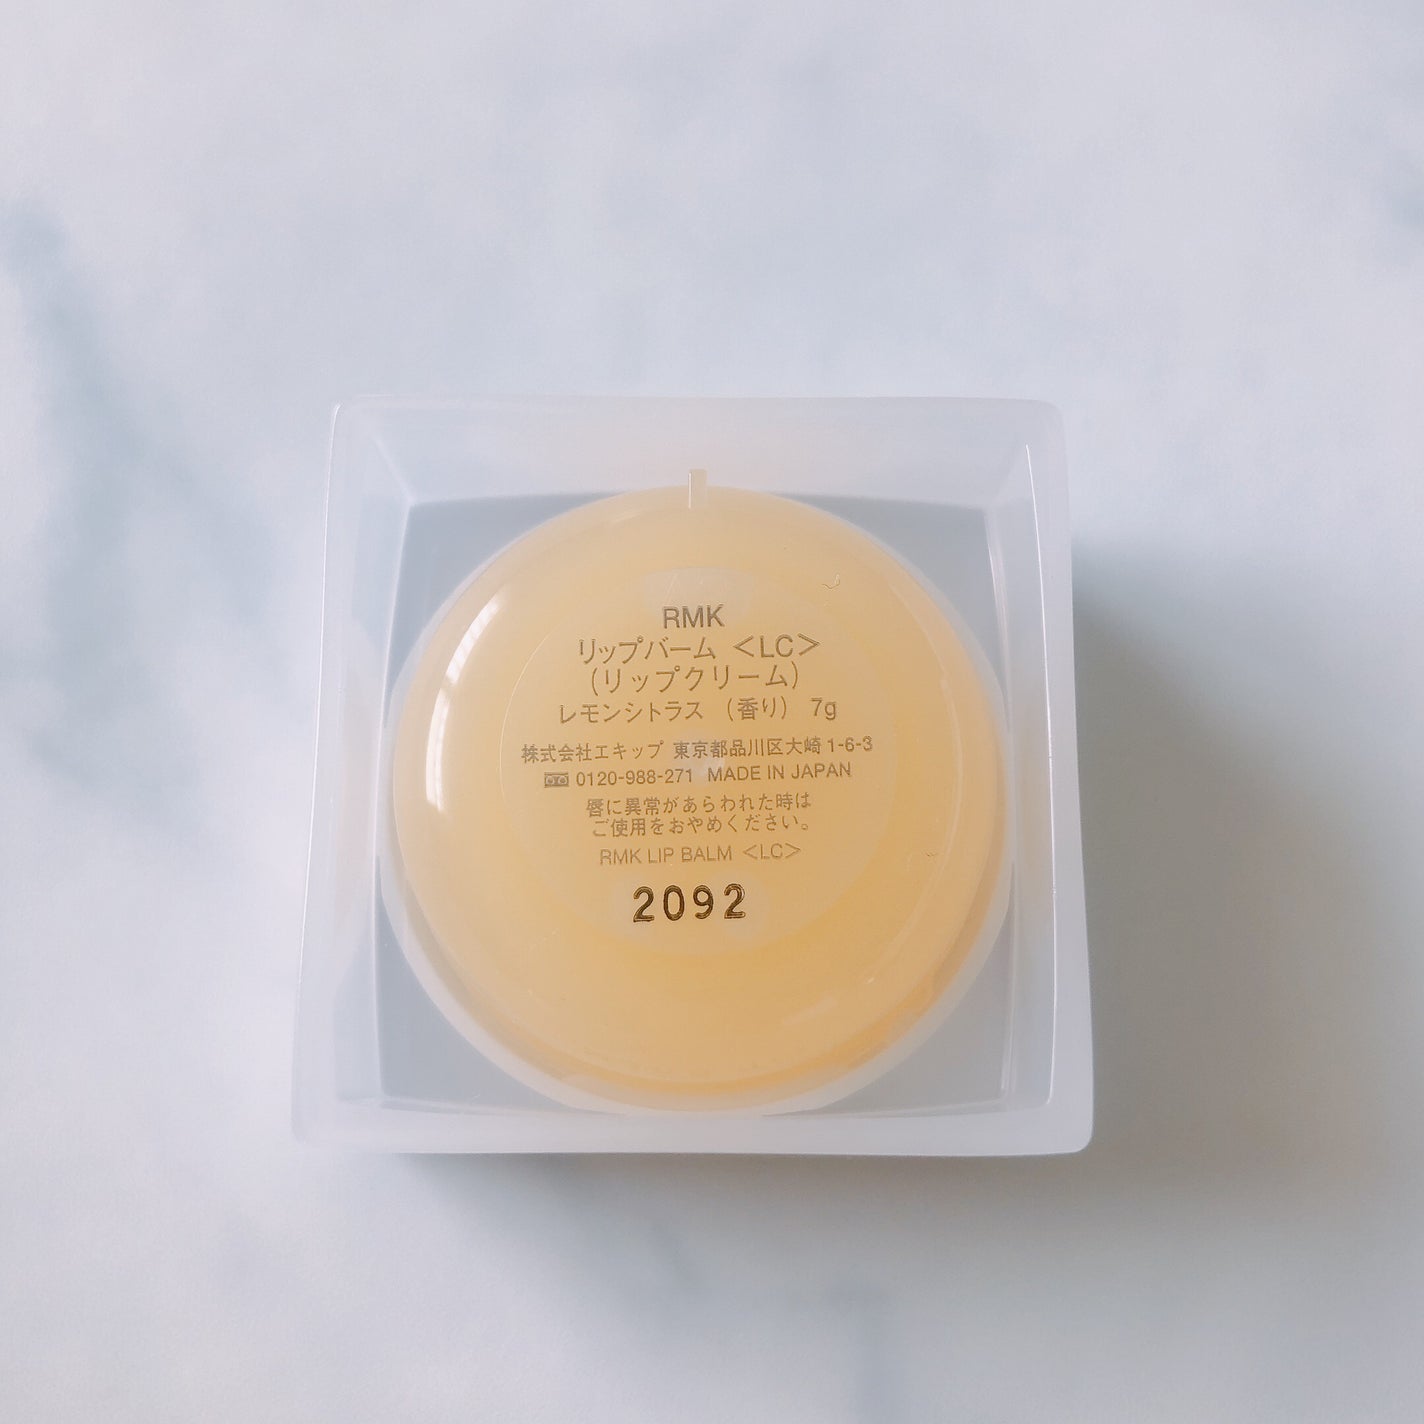 RMK
リップバーム <LC>
(リップクリーム)
レモンシトラス (香り) 7g
株式会社エキップ 東京都品川区大崎1-6-3
0120-988-271 MADE IN JAPAN
唇に異常があらわれた時は
ご使用をおやめください。
RMK LIP BALM <LC>
2092